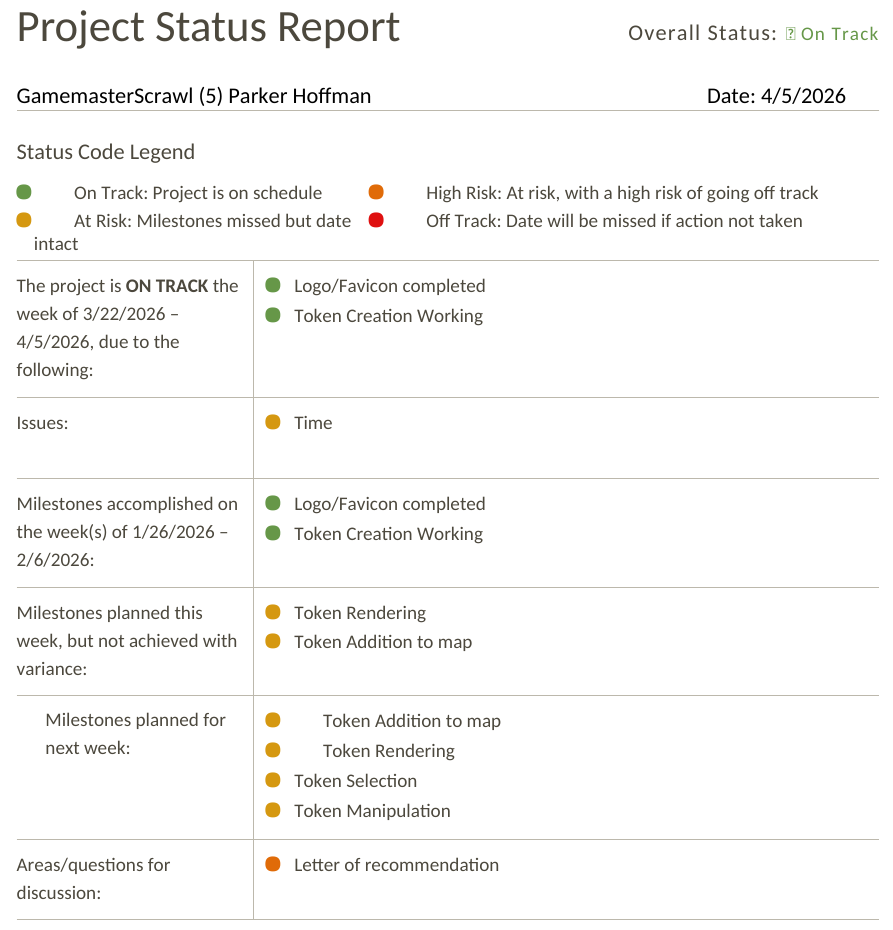 Project Status Report
Overall Status: On Track
GamemasterScrawl (5) Parker Hoffman
Date: 4/5/2026
Status Code Legend
On Track: Project is on schedule
High Risk: At risk, with a high risk of going off track
At Risk: Milestones missed but date
intact
Off Track: Date will be missed if action not taken
The project is ON TRACK the
week of 3/22/2026 –
4/5/2026, due to the
following:
Logo/Favicon completed
Token Creation Working
Issues:
Time
Milestones accomplished on
the week(s) of 1/26/2026 –
2/6/2026:
Logo/Favicon completed
Token Creation Working
Milestones planned this
week, but not achieved with
variance:
Token Rendering
Token Addition to map
Milestones planned for
next week:
Token Addition to map
Token Rendering
Token Selection
Token Manipulation
Areas/questions for
discussion:
Letter of recommendation